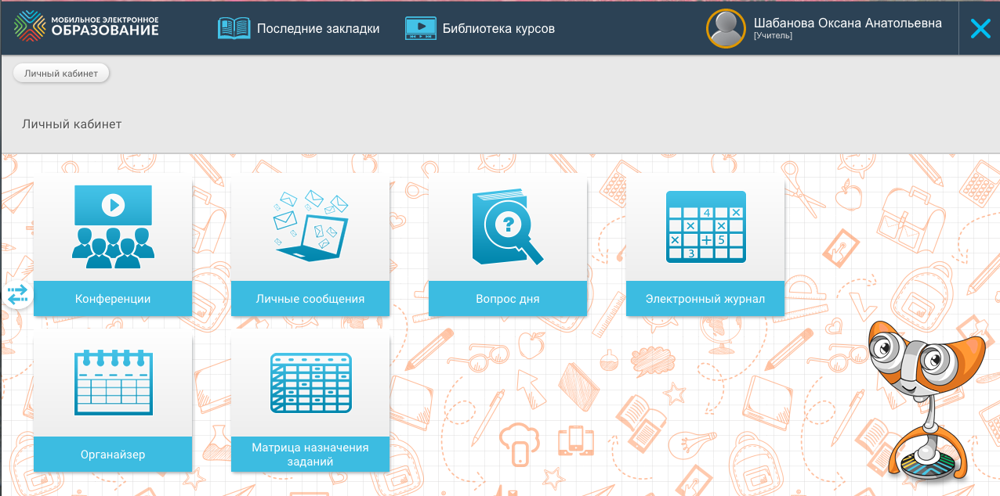 МОБИЛЬНОЕ ЭЛЕКТРОННОЕ
ОБРАЗОВАНИЕ
Последние закладки
Библиотека курсов
Шабанова Оксана Анатольевна
[Учитель]
Личный кабинет
Личный кабинет
?
4 ×
× ×
× + 5
3
Конференции
Личные сообщения
Вопрос дня
Электронный журнал
Органайзер
Матрица назначения
заданий